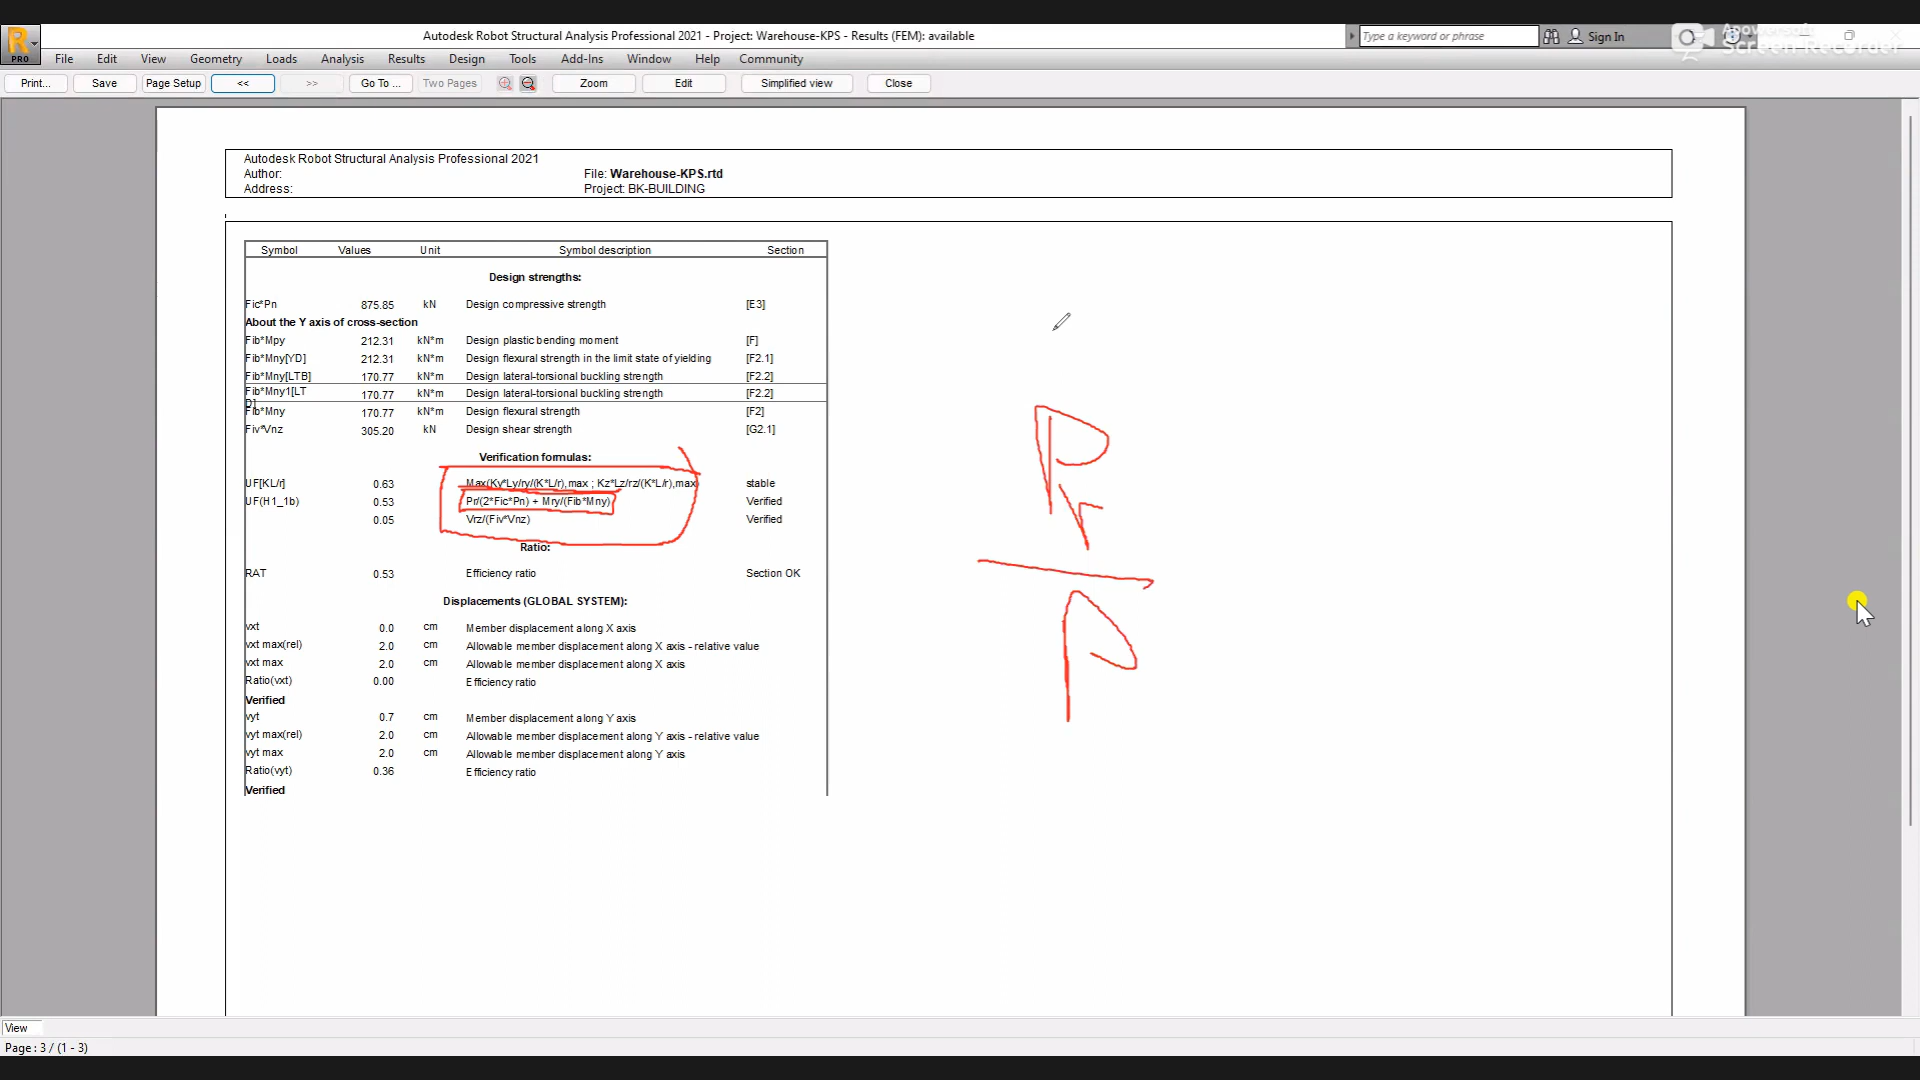 Autodesk Robot Structural Analysis Professional 2021 - Project: Warehouse-KPS - Results (FEM): available
Type a keyword or phrase
Sign In
Apowersoft
Screen Recorder
PRO
File Edit View Geometry Loads Analysis Results Design Tools Add-Ins Window Help Community
Print... Save Page Setup << >> Go To ... Two Pages Zoom Edit Simplified view Close
Autodesk Robot Structural Analysis Professional 2021
Author: File: Warehouse-KPS.rtd
Address: Project: BK-BUILDING
Symbol Values Unit Symbol description Section
Design strengths:
Fic*Pn 875.85 kN Design compressive strength [E3]
About the Y axis of cross-section
Fib*Mpy 212.31 kN*m Design plastic bending moment [F]
Fib*Mny[YD] 212.31 kN*m Design flexural strength in the limit state of yielding [F2.1]
Fib*Mny[LTB] 170.77 kN*m Design lateral-torsional buckling strength [F2.2]
Fib*Mny1[LT 170.77 kN*m Design lateral-torsional buckling strength [F2.2]
Fib*Mny 170.77 kN*m Design flexural strength [F2]
Fiv*Vnz 305.20 kN Design shear strength [G2.1]
Verification formulas:
UF[KL/r] 0.63 Max(Ky*Ly/ry/(K*L/r),max ; Kz*Lz/rz/(K*L/r),max) stable
UF(H1_1b) 0.53 Pr/(2*Fic*Pn) + Mry/(Fib*Mny) Verified
0.05 Vrz/(Fiv*Vnz) Verified
Ratio:
RAT 0.53 Efficiency ratio Section OK
Displacements (GLOBAL SYSTEM):
vxt 0.0 cm Member displacement along X axis
vxt max(rel) 2.0 cm Allowable member displacement along X axis - relative value
vxt max 2.0 cm Allowable member displacement along X axis
Ratio(vxt) 0.00 Efficiency ratio
Verified
vyt 0.7 cm Member displacement along Y axis
vyt max(rel) 2.0 cm Allowable member displacement along Y axis - relative value
vyt max 2.0 cm Allowable member displacement along Y axis
Ratio(vyt) 0.36 Efficiency ratio
Verified
Pr
P
View
Page : 3 / (1 - 3)